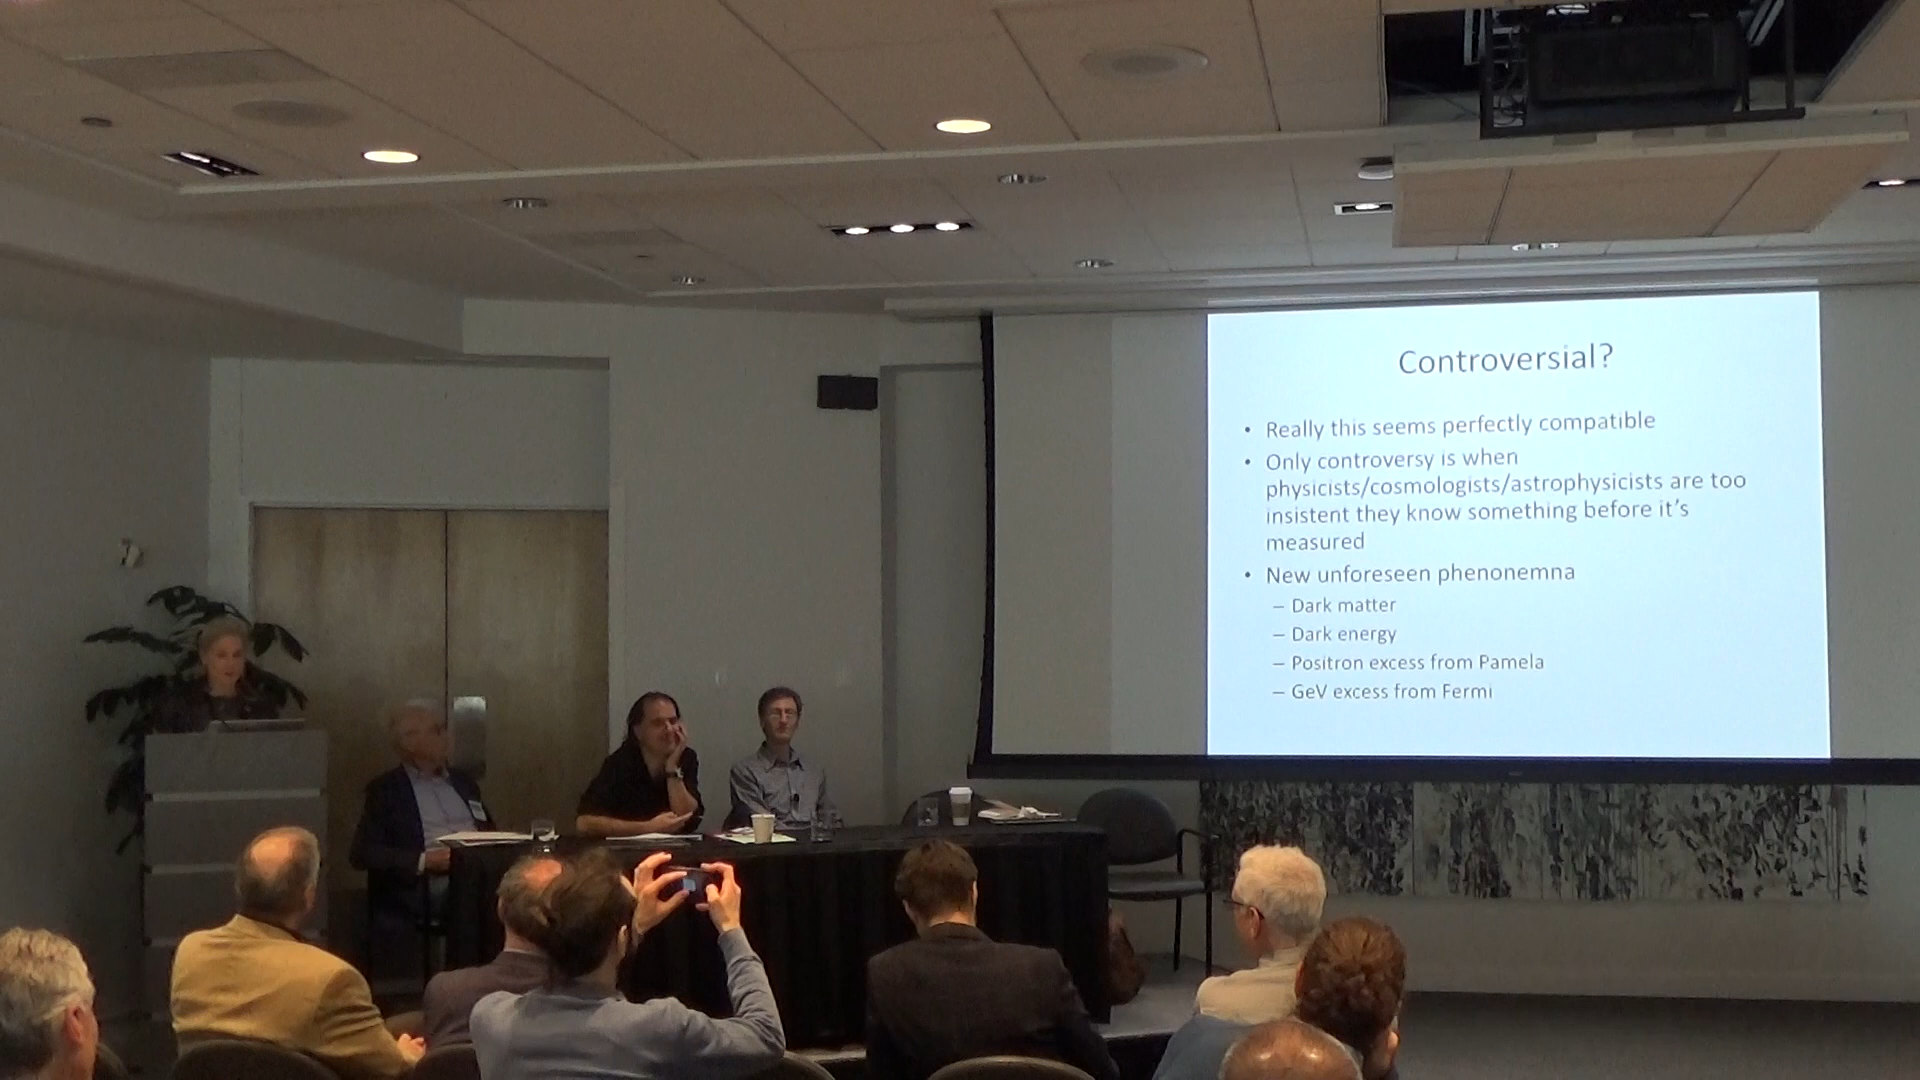 Controversial?
• Really this seems perfectly compatible
• Only controversy is when
physicists/cosmologists/astrophysicists are too
insistent they know something before it's
measured
• New unforeseen phenonemna
– Dark matter
– Dark energy
– Positron excess from Pamela
– GeV excess from Fermi